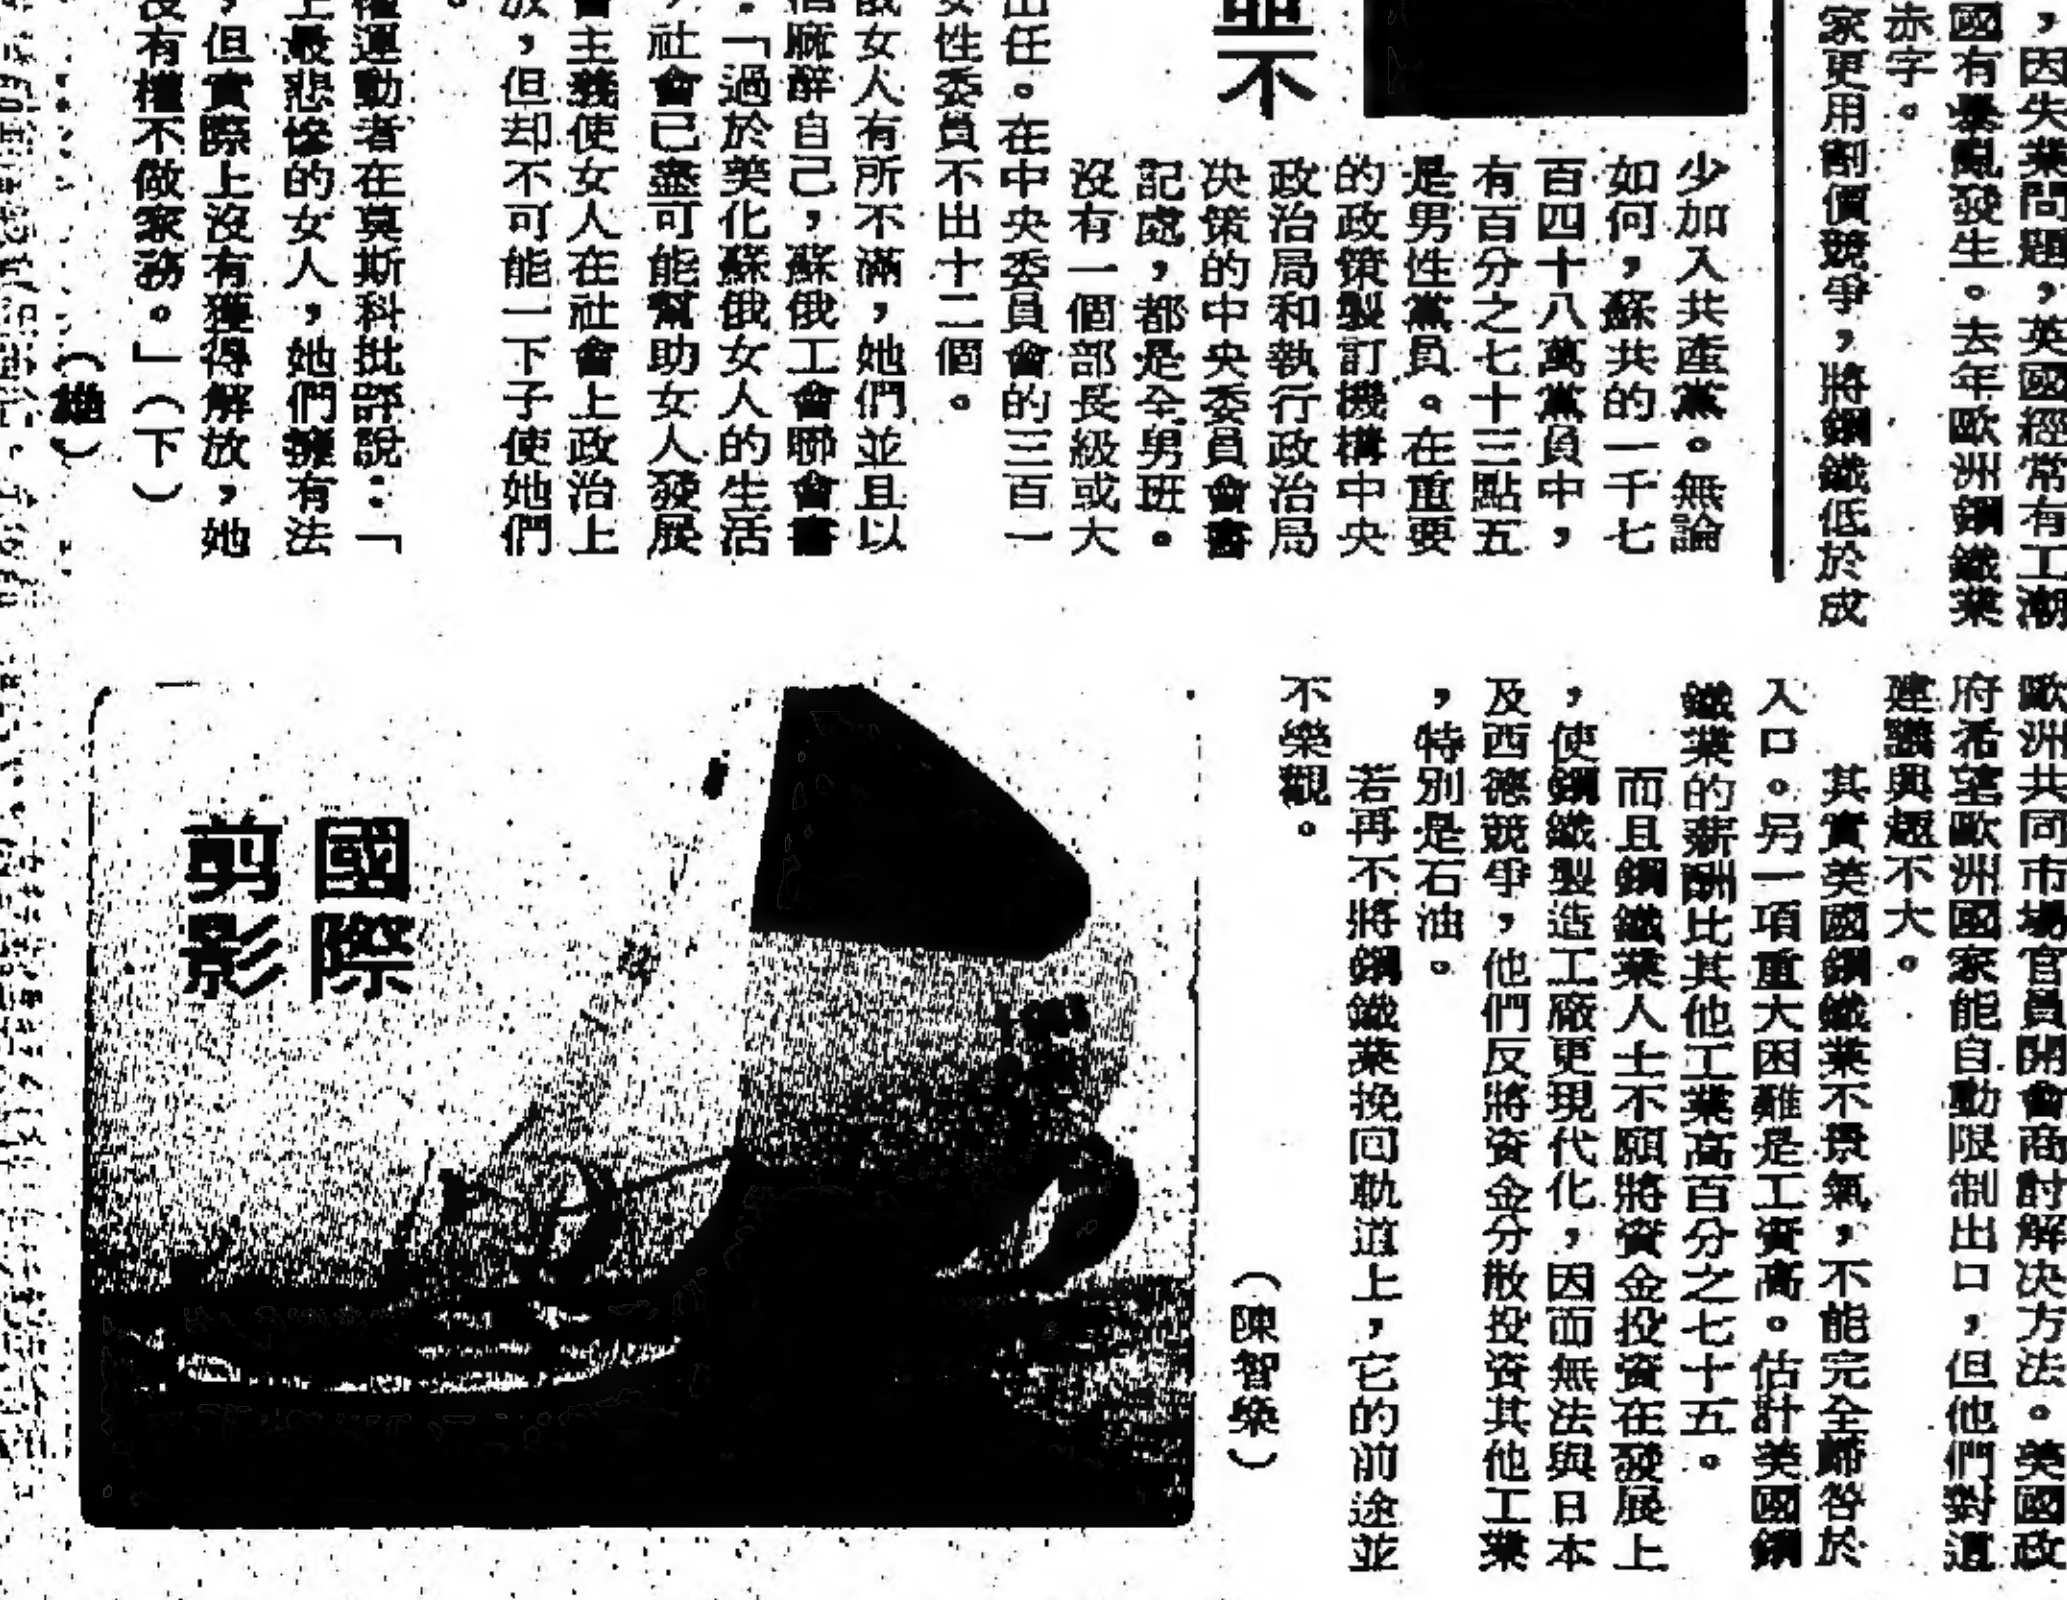 ，因失業問題，英國經常有工潮
國有暴亂發生。去年歐洲鋼鐵業
赤字。
家更用割價競爭，將鋼鐵低於成
歐洲共同市場官員開會商討解决方法。美國政
府希望歐洲國家能自動限制出口，但他們對這
建議興趣不大。
其實美國鋼鐵業不景氣，不能完全歸咎於
入口。另一項重大困難是工資高。估計美國鋼
鐵業的薪酬比其他工業高百分之七十五。
而且鋼鐵業人士不願將資金投資在發展上
，使鋼鐵製造工廠更現代化，因而無法與日本
及西德競爭，他們反將資金分散投資其他工業
，特別是石油。
若再不將鋼鐵業挽回軌道上，它的前途並
不樂觀。
（陳智燊）
不
少加入共產黨。無論
如何，蘇共的一千七
百四十八萬黨員中，
有百分之七十三點五
是男性黨員。在重要
的政策製訂機構中央
政治局和執行政治局
决策的中央委員會書
記處，都是全男班。
沒有一個部長級或大
出任。在中央委員會的三百一
女性委員不出十二個。
俄女人有所不滿，她們並且以
個廠醉自己，蘇俄工會聯會書
：「過於美化蘇俄女人的生活
，社會已盡可能幫助女人發展
會主義使女人在社會上政治上
放，但却不可能一下子使她們
。
權運動者在莫斯科批評說：「
上最悲慘的女人，她們擁有法
，但實際上沒有獲得解放，她
沒有權不做家務。」（下）
國際
剪影